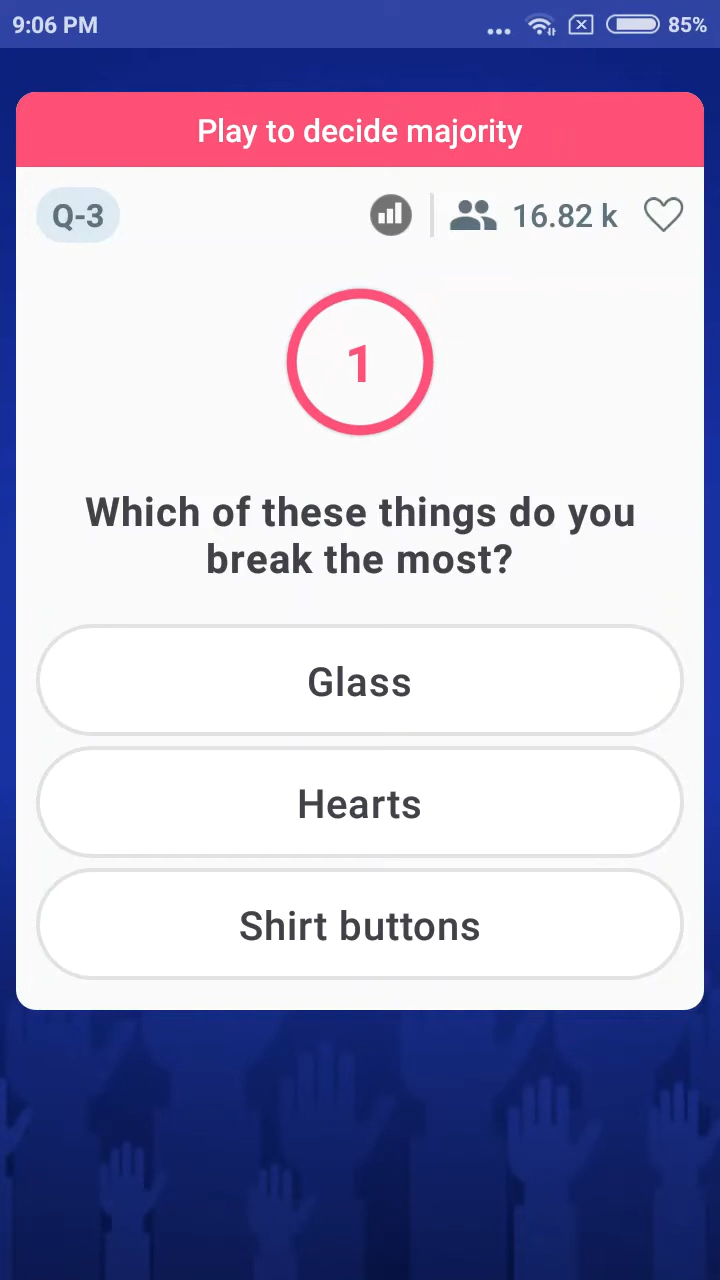 9:06 PM
85%
Play to decide majority
Q-3
16.82 k
1
Which of these things do you
break the most?
Glass
Hearts
Shirt buttons